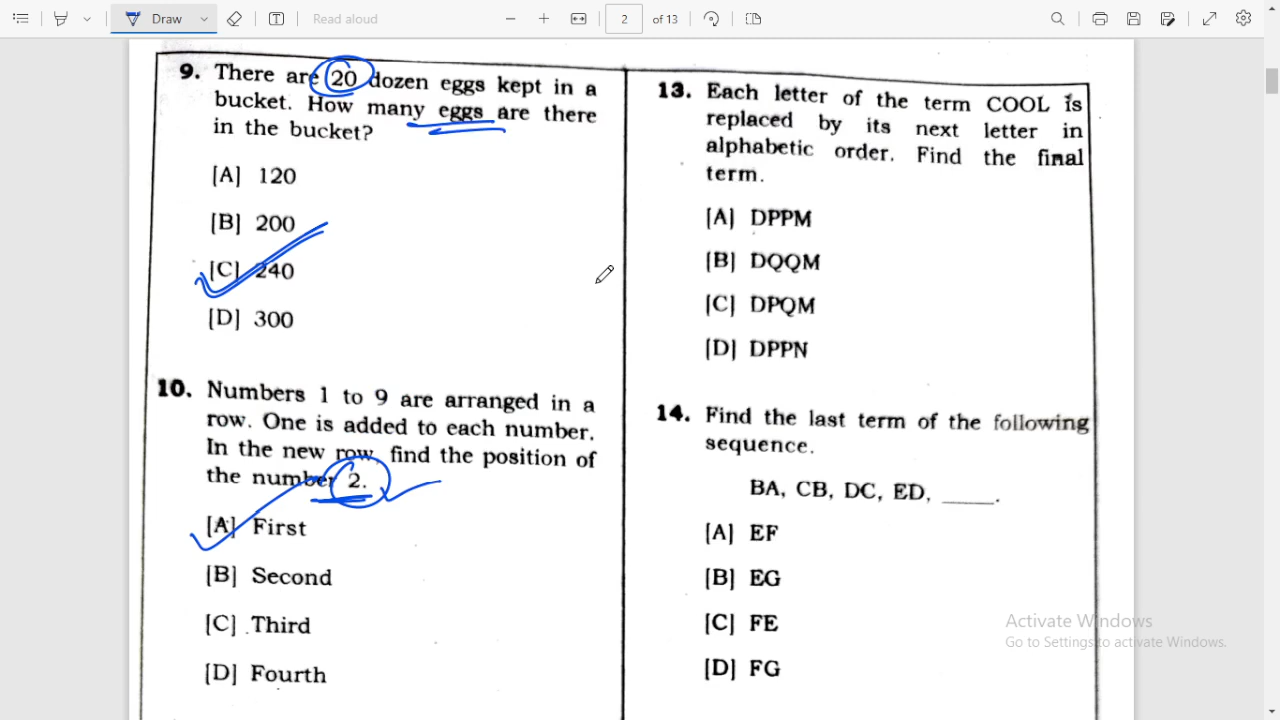 Draw
Read aloud
2 of 13
9. There are 20 dozen eggs kept in a
bucket. How many eggs are there
in the bucket?
[A] 120
[B] 200
[C] 240
[D] 300
10. Numbers 1 to 9 are arranged in a
row. One is added to each number.
In the new row, find the position of
the number 2.
[A] First
[B] Second
[C] Third
[D] Fourth
13. Each letter of the term COOL is
replaced by its next letter in
alphabetic order. Find the final
term.
[A] DPPM
[B] DQQM
[C] DPQM
[D] DPPN
14. Find the last term of the following
sequence.
BA, CB, DC, ED, _____.
[A] EF
[B] EG
[C] FE
[D] FG
Activate Windows
Go to Settings to activate Windows.